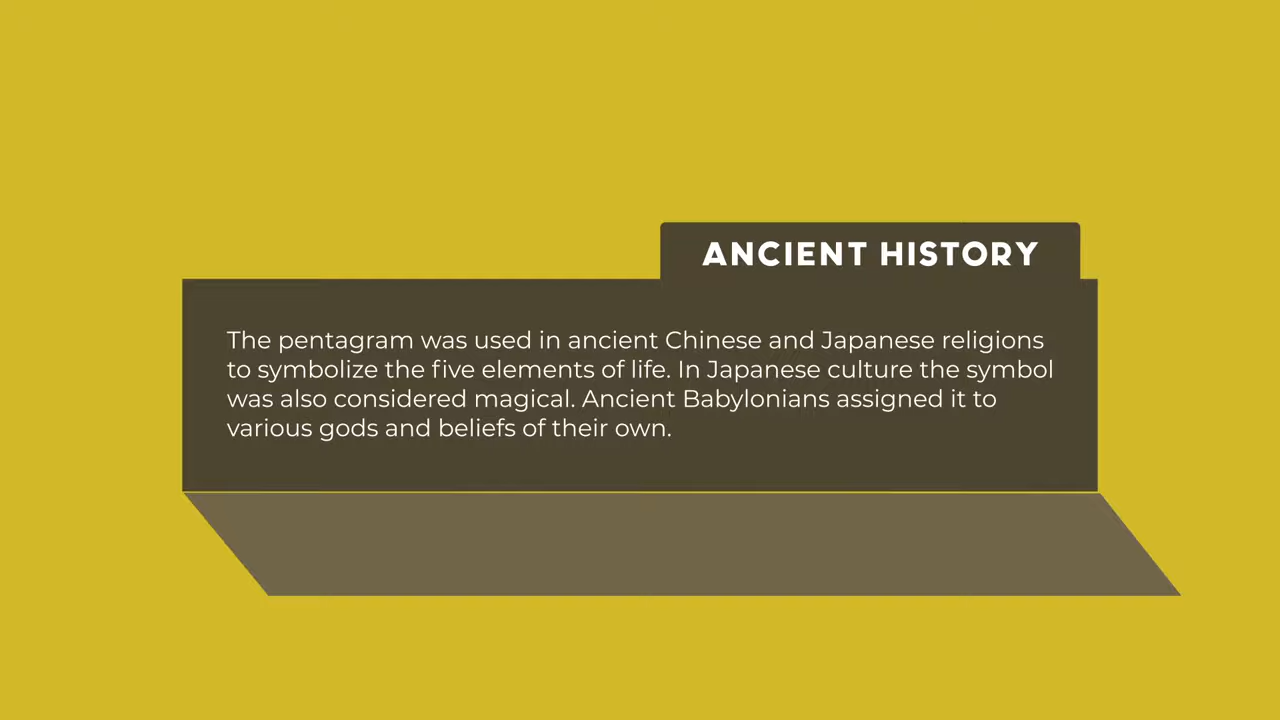 ANCIENT HISTORY
The pentagram was used in ancient Chinese and Japanese religions
to symbolize the five elements of life. In Japanese culture the symbol
was also considered magical. Ancient Babylonians assigned it to
various gods and beliefs of their own.